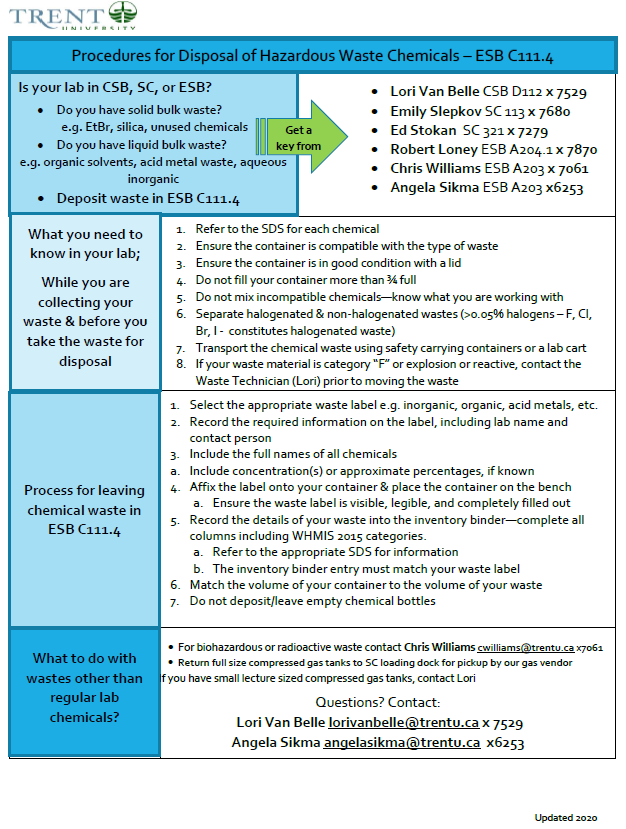 TRENT
UNIVERSITY
Procedures for Disposal of Hazardous Waste Chemicals – ESB C111.4
Is your lab in CSB, SC, or ESB?
• Do you have solid bulk waste?
e.g. EtBr, silica, unused chemicals
• Do you have liquid bulk waste?
e.g. organic solvents, acid metal waste, aqueous
inorganic
• Deposit waste in ESB C111.4
Get a
key from
• Lori Van Belle CSB D112 x 7529
• Emily Slepkov SC 113 x 7680
• Ed Stokan SC 321 x 7279
• Robert Loney ESB A204.1 x 7870
• Chris Williams ESB A203 x 7061
• Angela Sikma ESB A203 x6253
What you need to
know in your lab;
While you are
collecting your
waste & before you
take the waste for
disposal
1. Refer to the SDS for each chemical
2. Ensure the container is compatible with the type of waste
3. Ensure the container is in good condition with a lid
4. Do not fill your container more than ¾ full
5. Do not mix incompatible chemicals—know what you are working with
6. Separate halogenated & non-halogenated wastes (>0.05% halogens – F, Cl,
Br, I - constitutes halogenated waste)
7. Transport the chemical waste using safety carrying containers or a lab cart
8. If your waste material is category “F” or explosion or reactive, contact the
Waste Technician (Lori) prior to moving the waste
Process for leaving
chemical waste in
ESB C111.4
1. Select the appropriate waste label e.g. inorganic, organic, acid metals, etc.
2. Record the required information on the label, including lab name and
contact person
3. Include the full names of all chemicals
a. Include concentration(s) or approximate percentages, if known
4. Affix the label onto your container & place the container on the bench
a. Ensure the waste label is visible, legible, and completely filled out
5. Record the details of your waste into the inventory binder—complete all
columns including WHMIS 2015 categories.
a. Refer to the appropriate SDS for information
b. The inventory binder entry must match your waste label
6. Match the volume of your container to the volume of your waste
7. Do not deposit/leave empty chemical bottles
What to do with
wastes other than
regular lab
chemicals?
• For biohazardous or radioactive waste contact Chris Williams cwilliams@trentu.ca x7061
• Return full size compressed gas tanks to SC loading dock for pickup by our gas vendor
If you have small lecture sized compressed gas tanks, contact Lori
Questions? Contact:
Lori Van Belle lorivanbelle@trentu.ca x 7529
Angela Sikma angelasikma@trentu.ca x6253
Updated 2020